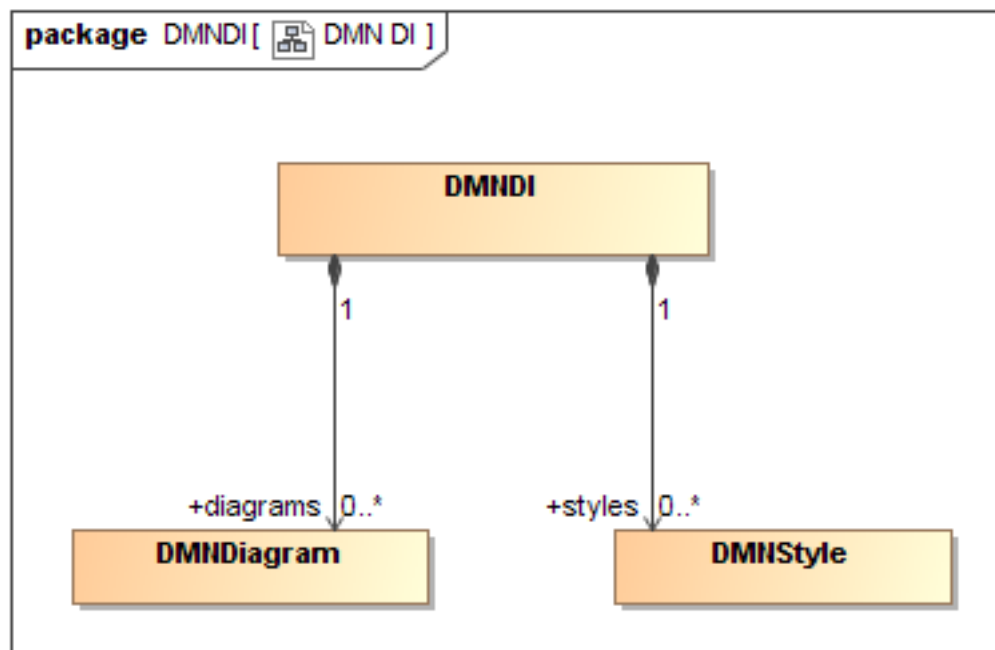 package DMNDI[ DMN DI ]
DMNDI
1
1
+diagrams 0..*
+styles 0..*
DMNDiagram
DMNStyle